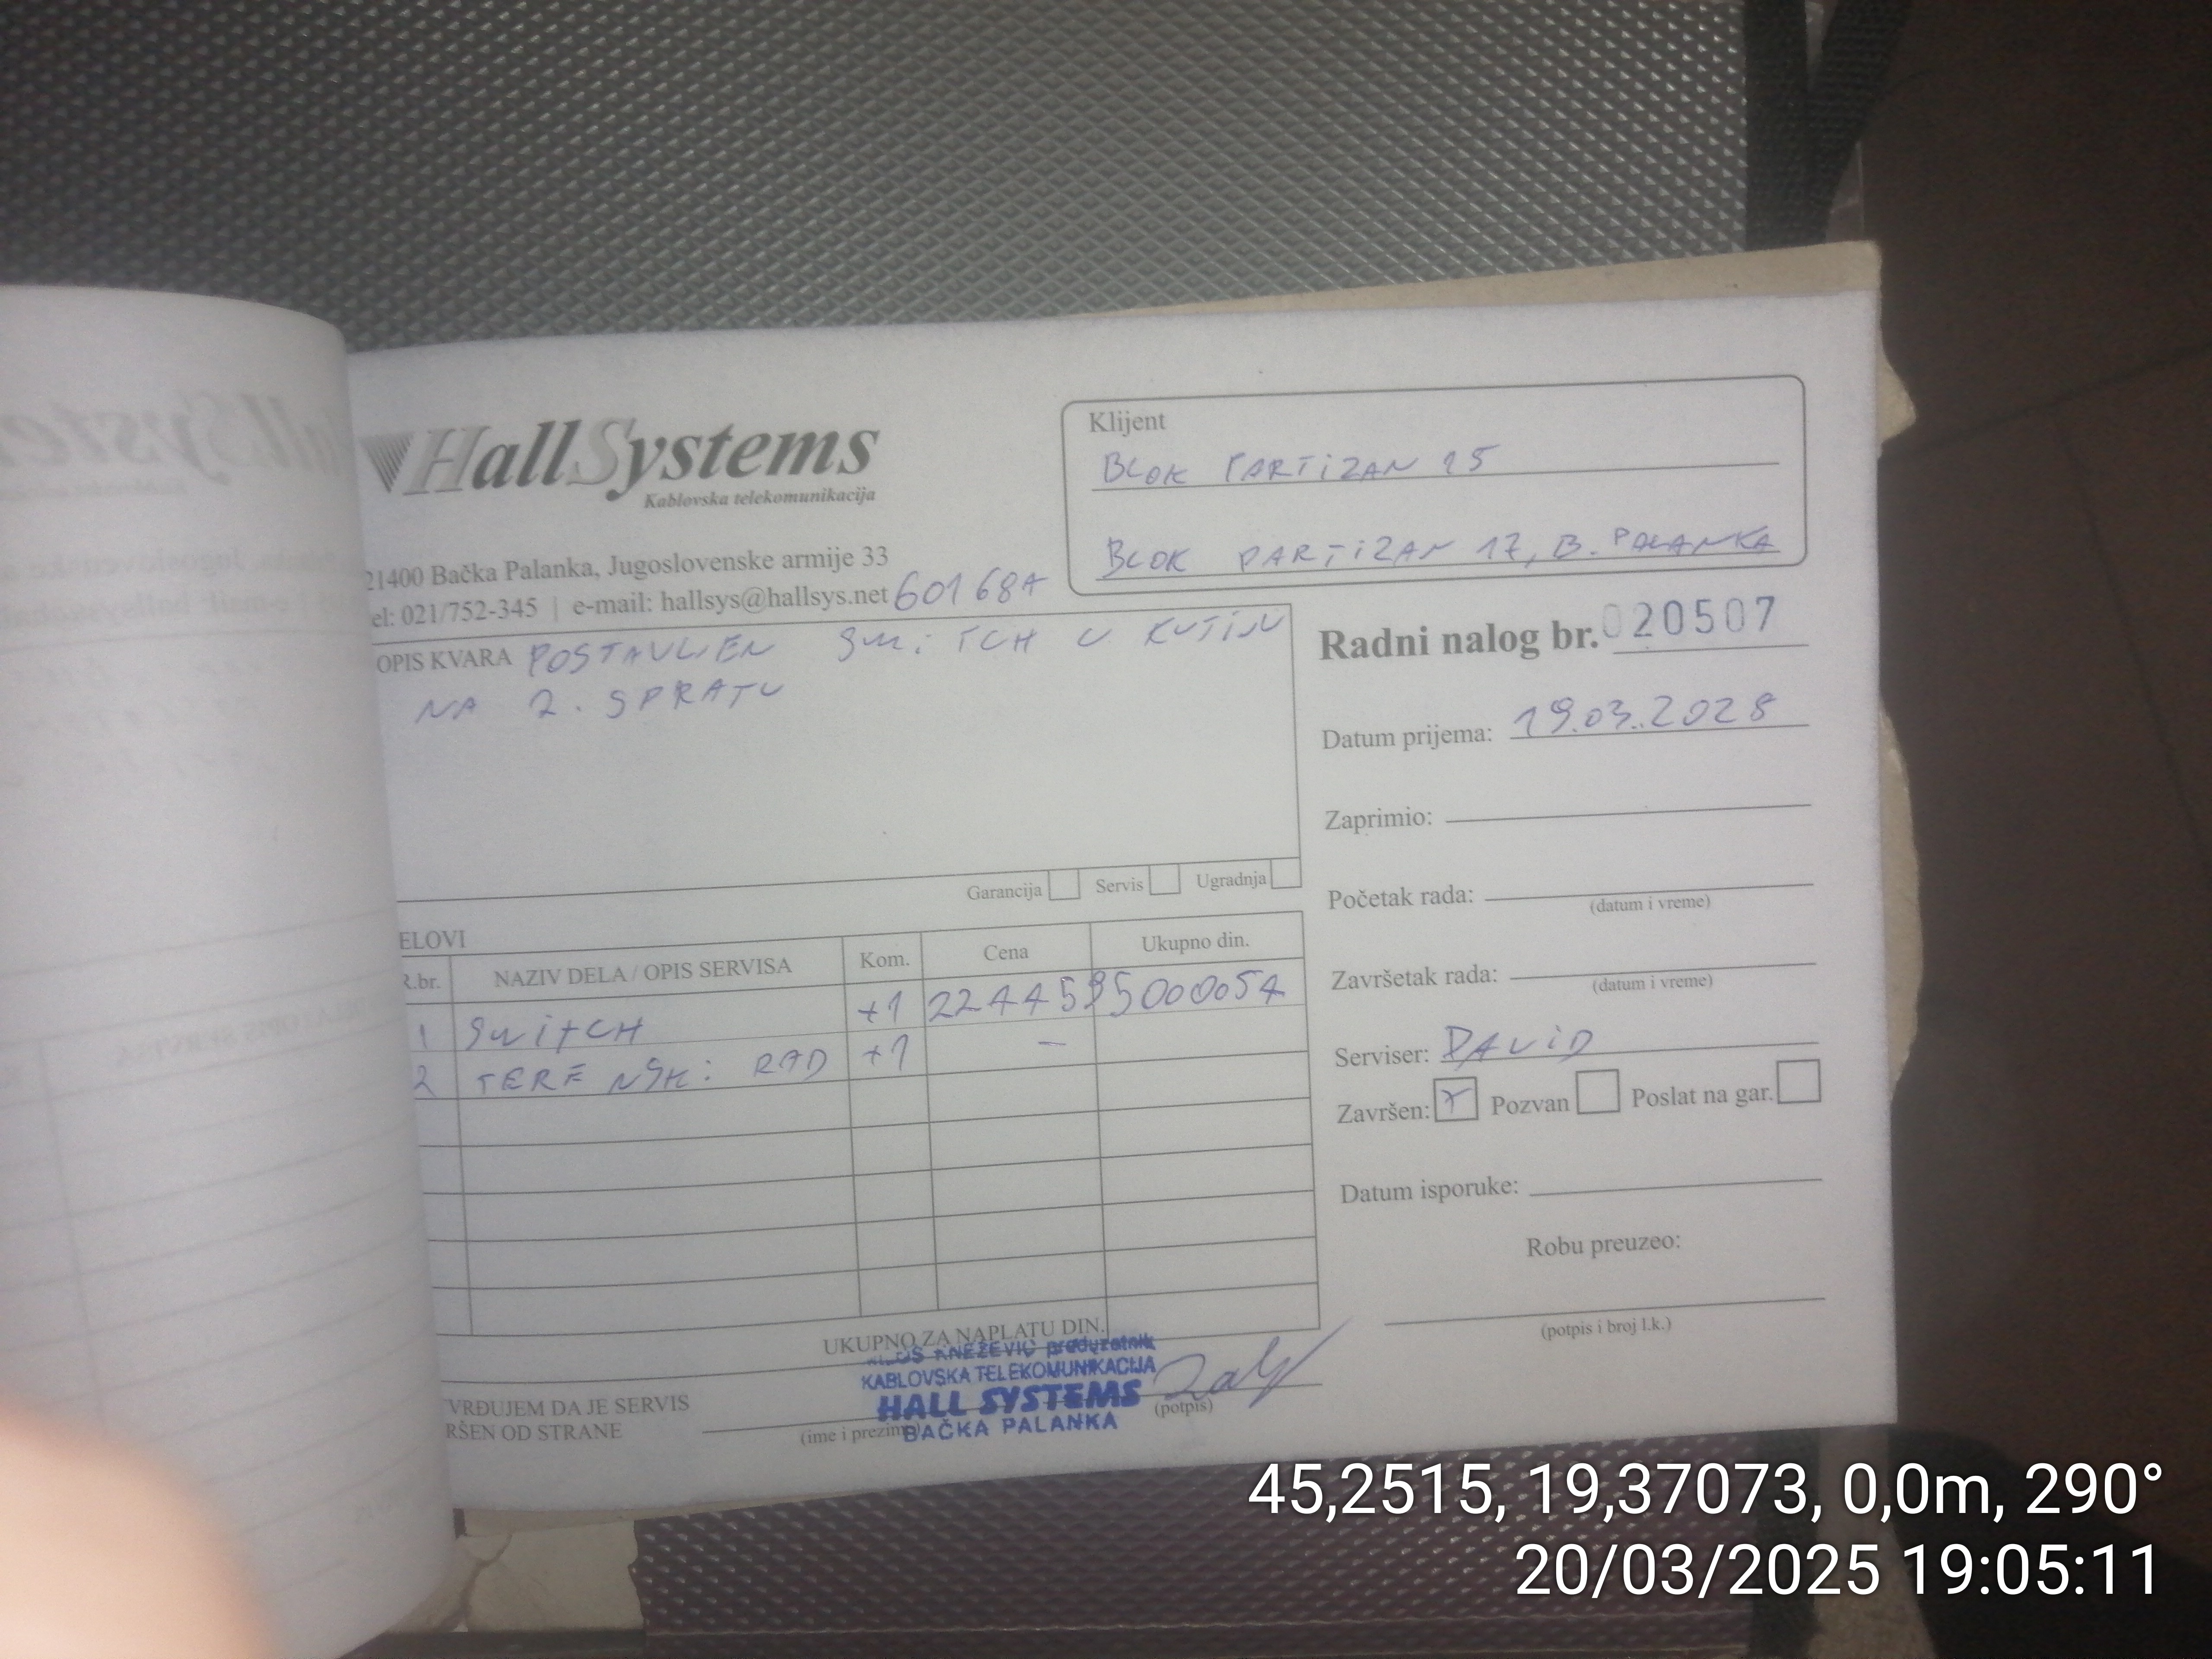 HallSystems
Kablovska telekomunikacija
21400 Bačka Palanka, Jugoslovenske armije 33
el: 021/752-345 | e-mail: hallsys@hallsys.net 601684
Klijent
BLOK PARTIZAN 15
BLOK PARTIZAN 17, B. PALANKA
OPIS KVARA POSTAVLJEN SWITCH U KUTIJU
NA 2. SPRATU
Garancija Servis Ugradnja
Radni nalog br. 020507
Datum prijema: 19.03.2028
Zaprimio:
Početak rada:
(datum i vreme)
Završetak rada:
(datum i vreme)
Serviser: DAViD
Završen: X Pozvan Poslat na gar.
Datum isporuke:
Robu preuzeo:
(potpis i broj l.k.)
ELOVI
R.br. NAZIV DELA / OPIS SERVISA Kom. Cena Ukupno din.
1 SWiTCH +1 2244595000054
2 TERENSKi RAD +1 -
UKUPNO ZA NAPLATU DIN.
KNEŽEVIĆ preduzetnik
KABLOVSKA TELEKOMUNIKACIJA
HALL SYSTEMS
BAČKA PALANKA
VRĐUJEM DA JE SERVIS
RŠEN OD STRANE
(ime i prezime)
(potpis)
45,2515, 19,37073, 0,0m, 290°
20/03/2025 19:05:11